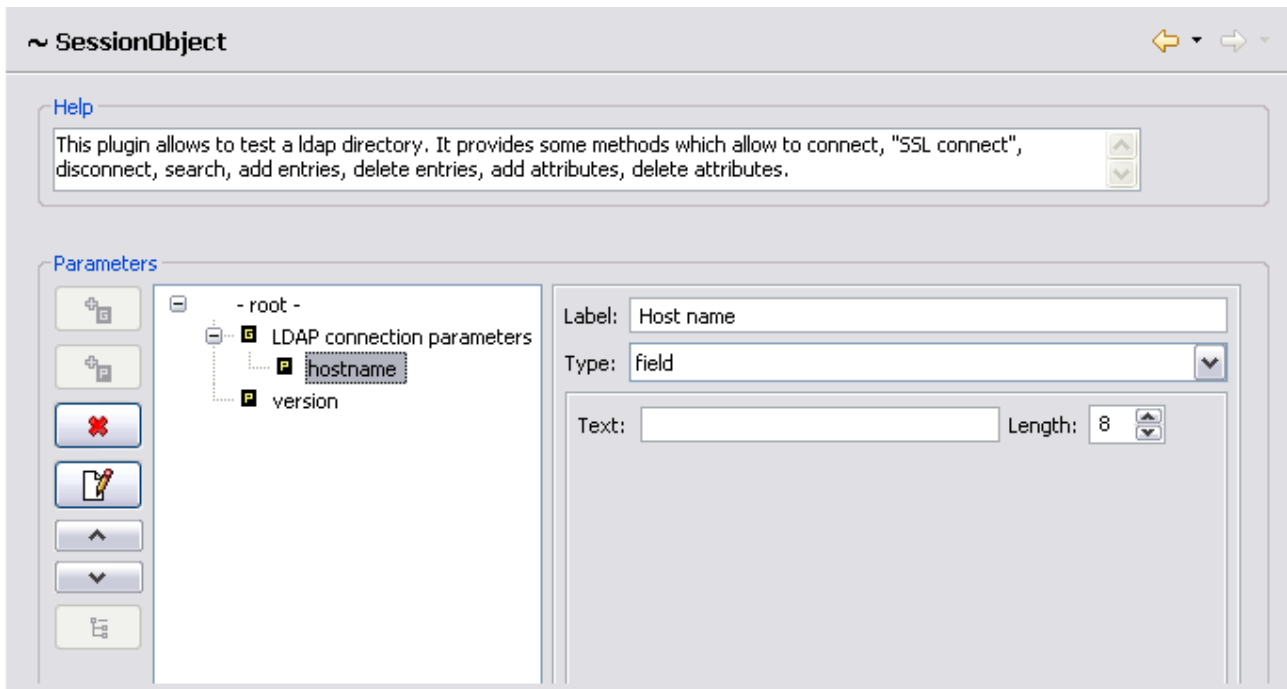 ~ SessionObject
Help
This plugin allows to test a ldap directory. It provides some methods which allow to connect, "SSL connect",
disconnect, search, add entries, delete entries, add attributes, delete attributes.
Parameters
G
P
- root -
G LDAP connection parameters
P hostname
P version
Label: Host name
Type: field
Text: Length: 8